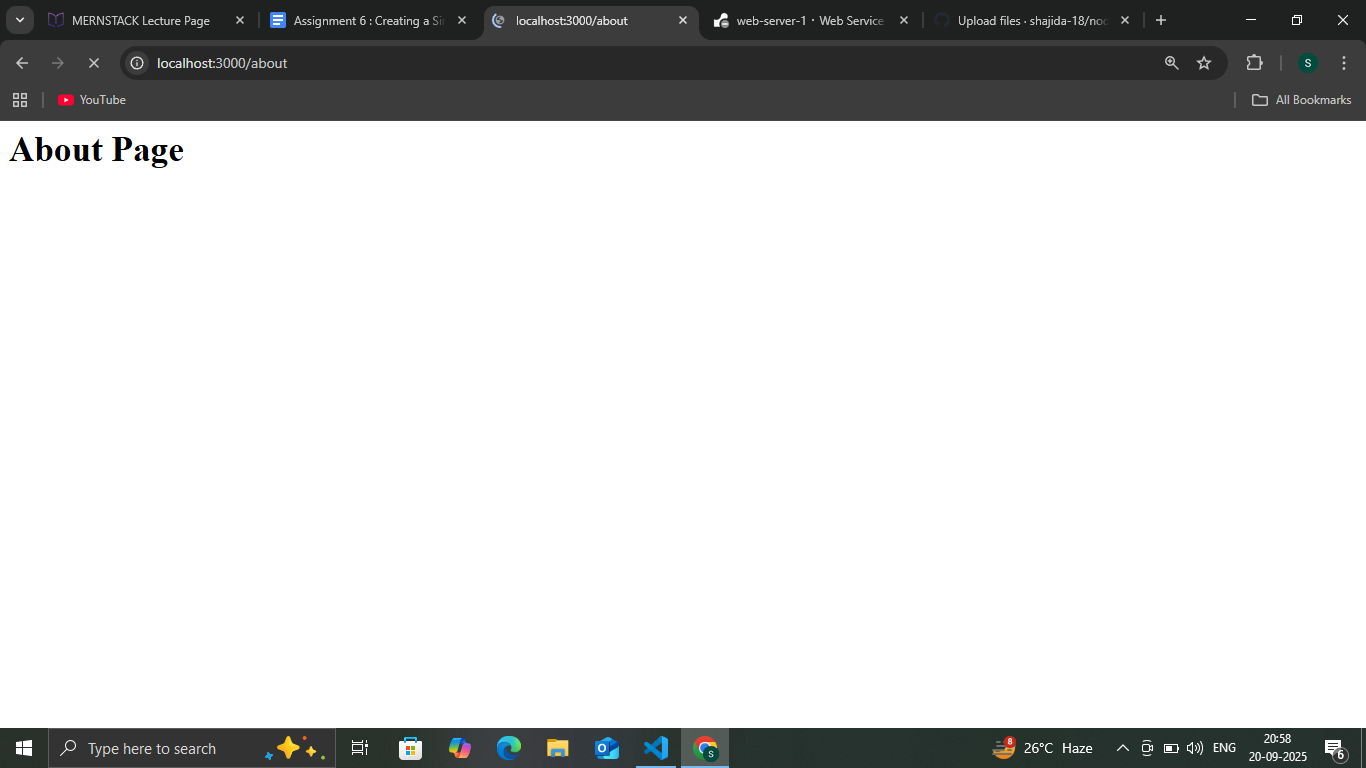 MERNSTACK Lecture Page
Assignment 6 : Creating a Sir
localhost:3000/about
web-server-1 · Web Service
Upload files · shajida-18/nod
localhost:3000/about
S
YouTube
All Bookmarks
About Page
Type here to search
S
8
26°C Haze
ENG
20:58
20-09-2025
6